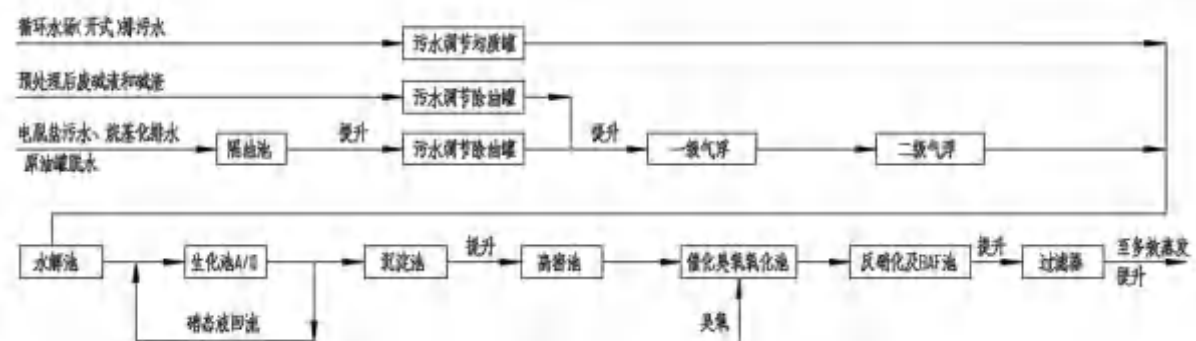 循环水场(开式)排污水
污水调节均质罐
预处理后废碱液和碱渣
污水调节除油罐
电脱盐污水、烷基化排水
原油罐脱水
隔油池
提升
污水调节除油罐
提升
一级气浮
二级气浮
水解池
生化池A/O
沉淀池
提升
高密池
催化臭氧氧化池
反硝化及BAF池
提升
过滤器
至多效蒸发
提升
硝态液回流
臭氧